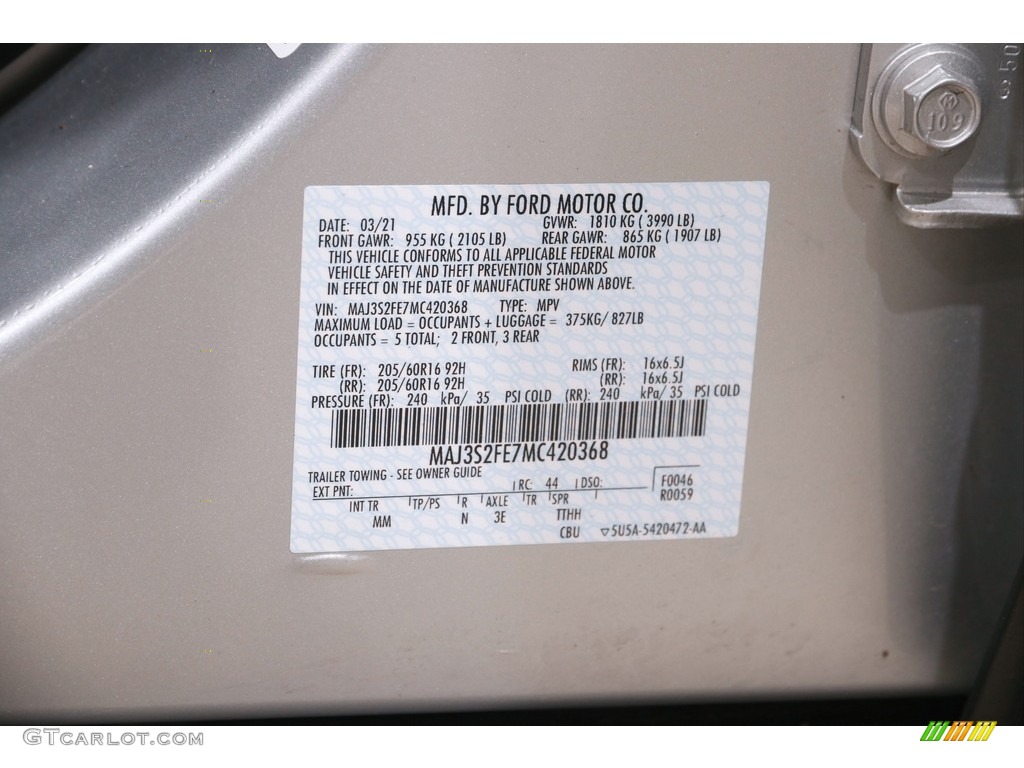 MFD. BY FORD MOTOR CO.
DATE: 03/21 GVWR: 1810 KG ( 3990 LB)
FRONT GAWR: 955 KG ( 2105 LB) REAR GAWR: 865 KG ( 1907 LB)
THIS VEHICLE CONFORMS TO ALL APPLICABLE FEDERAL MOTOR
VEHICLE SAFETY AND THEFT PREVENTION STANDARDS
IN EFFECT ON THE DATE OF MANUFACTURE SHOWN ABOVE.
VIN: MAJ3S2FE7MC420368 TYPE: MPV
MAXIMUM LOAD = OCCUPANTS + LUGGAGE = 375KG/ 827LB
OCCUPANTS = 5 TOTAL; 2 FRONT, 3 REAR
TIRE (FR): 205/60R16 92H RIMS (FR): 16x6.5J
(RR): 205/60R16 92H (RR): 16x6.5J
PRESSURE (FR): 240 kPa/ 35 PSI COLD (RR): 240 kPa/ 35 PSI COLD
MAJ3S2FE7MC420368
TRAILER TOWING - SEE OWNER GUIDE
EXT PNT: RC: 44 DSO: F0046
R0059
INT TR TP/PS R AXLE TR SPR
MM N 3E TTHH
CBU ▽5U5A-5420472-AA
109
50
GTCarlot.com